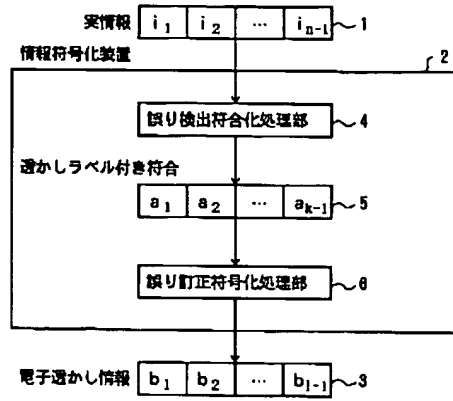 実情報 i1 i2 … in-1 1
情報符号化装置 2
誤り検出符合化処理部 4
透かしラベル付き符合
a1 a2 … ak-1 5
誤り訂正符号化処理部 6
電子透かし情報 b1 b2 … bl-1 3